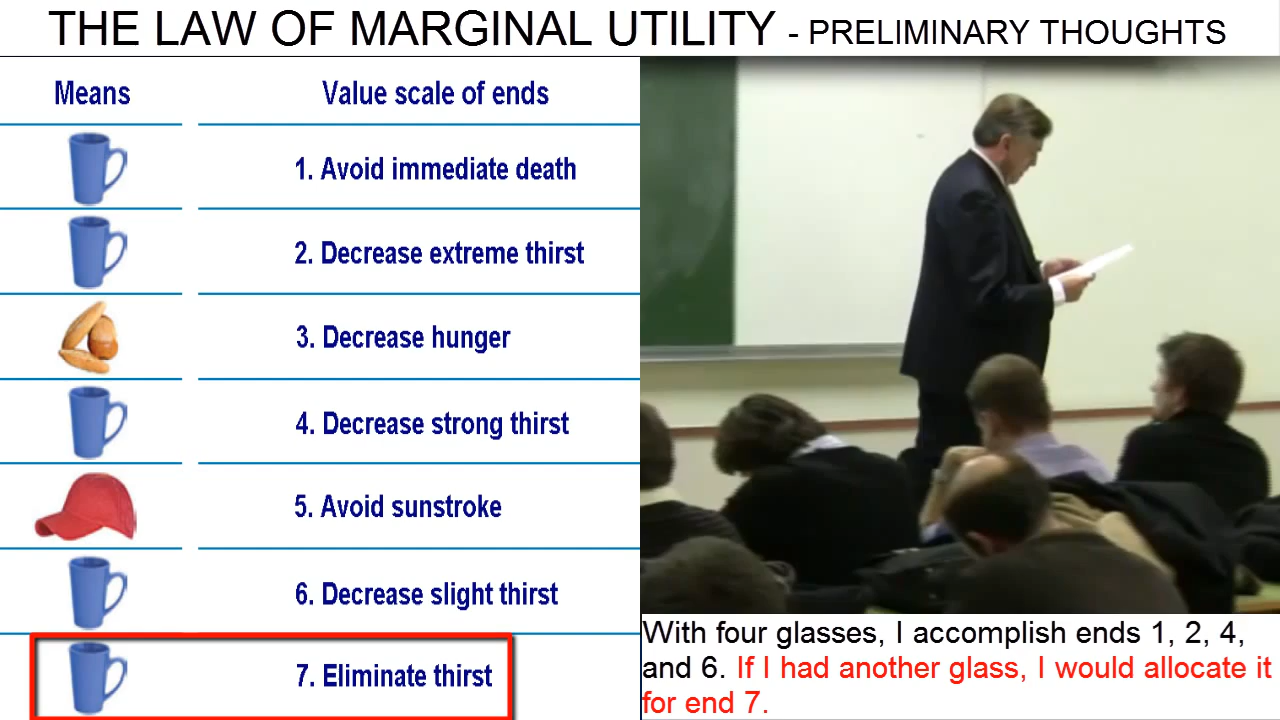 THE LAW OF MARGINAL UTILITY - PRELIMINARY THOUGHTS
Means
Value scale of ends
1. Avoid immediate death
2. Decrease extreme thirst
3. Decrease hunger
4. Decrease strong thirst
5. Avoid sunstroke
6. Decrease slight thirst
7. Eliminate thirst
With four glasses, I accomplish ends 1, 2, 4,
and 6. If I had another glass, I would allocate it
for end 7.